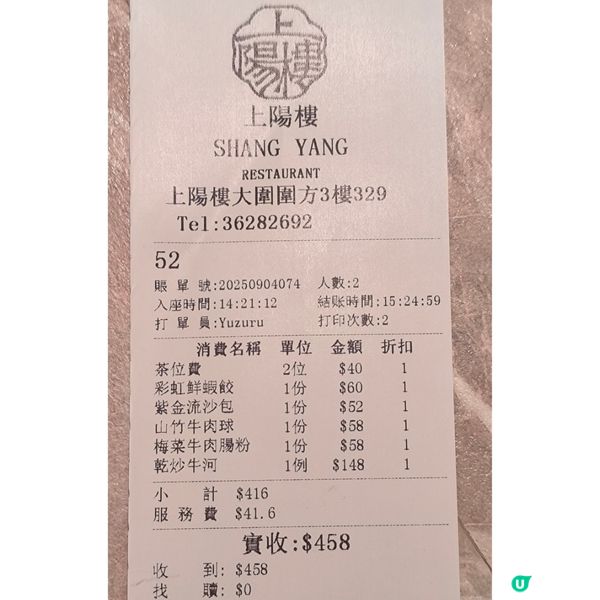 上陽樓
上陽樓
SHANG YANG
RESTAURANT
上陽樓大圍圍方3樓329
Tel:36282692
52
賬 單 號:20250904074 人數:2
入座時間:14:21:12 結賬時間:15:24:59
打 單 員:Yuzuru 打印次數:2
消費名稱 單位 金額 折扣
茶位費 2位 $40 1
彩虹鮮蝦餃 1份 $60 1
紫金流沙包 1份 $52 1
山竹牛肉球 1份 $58 1
梅菜牛肉腸粉 1份 $58 1
乾炒牛河 1例 $148 1
小 計 $416
服 務 費 $41.6
實收:$458
收 到: $458
找 贖: $0
U